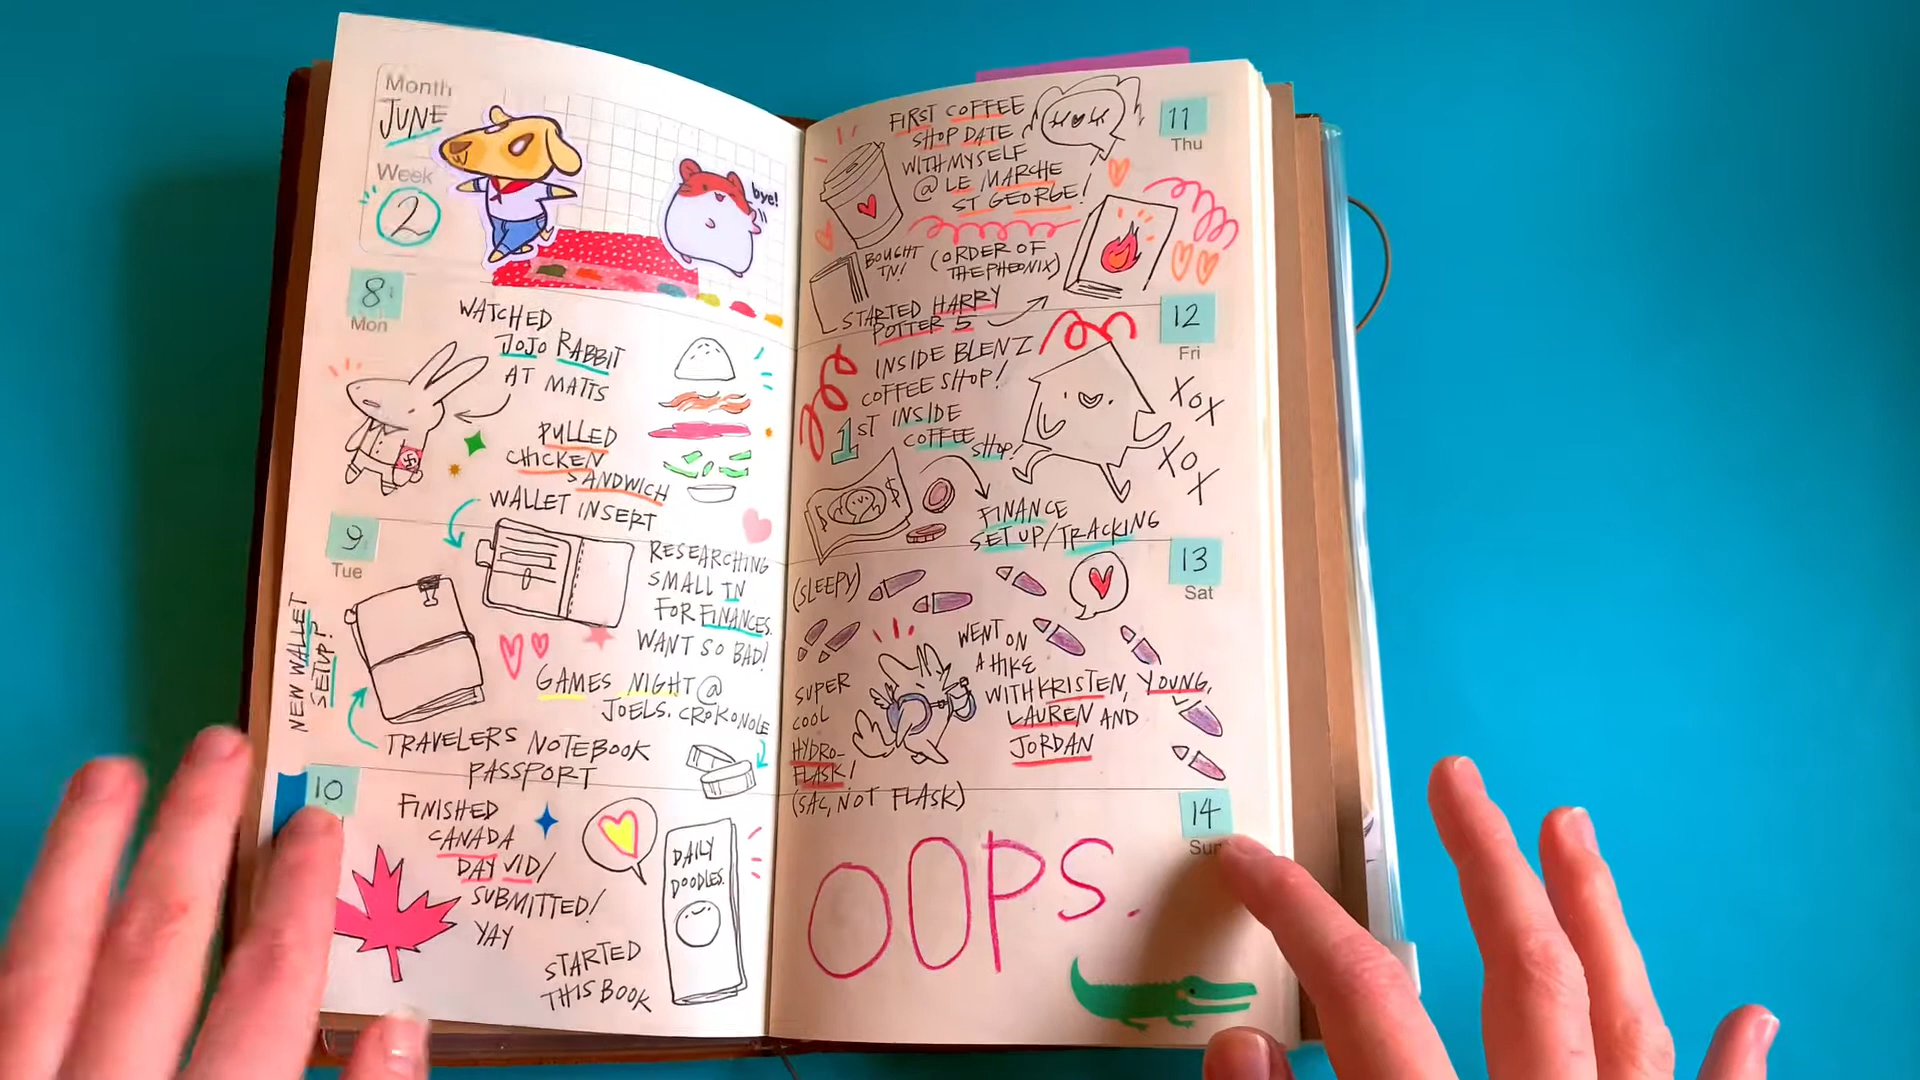 Month
JUNE
Week
2
bye!
8
Mon
WATCHED
JOJO RABBIT
AT MATTS
PULLED
CHICKEN
SANDWICH
9
Tue
WALLET INSERT
RESEARCHING
SMALL TN
FOR FINANCES.
WANT SO BAD!
NEW WALLET
SETUP!
GAMES NIGHT @
JOELS. CROKONOLE
TRAVELERS NOTEBOOK
PASSPORT
10
FINISHED
CANADA
DAY VID/
SUBMITTED!
YAY
DAILY
DOODLES.
STARTED
THIS BOOK
11
Thu
FIRST COFFEE
SHOP DATE
WITH MYSELF
@ LE MARCHE
ST GEORGE!
BOUGHT
TN!
(ORDER OF
THE PHEONIX)
STARTED HARRY
POTTER 5
12
Fri
INSIDE BLENZ
COFFEE SHOP!
1ST INSIDE
COFFEE SHOP!
XOX
XOX
$ $
FINANCE
SETUP/TRACKING
13
Sat
(SLEEPY)
WENT ON
A HIKE
WITH KRISTEN, YOUNG,
LAUREN AND
JORDAN
SUPER
COOL
HYDRO-
FLASK!
(SAC, NOT FLASK)
14
Sun
OOPS.